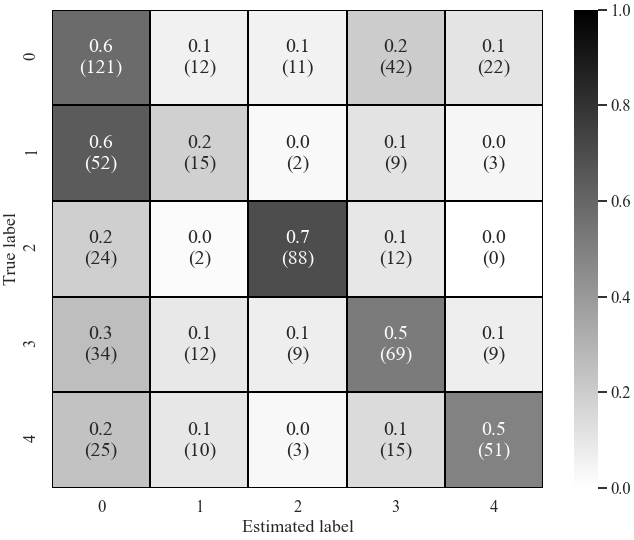 0.6 0.1 0.1 0.2 0.1
(121) (12) (11) (42) (22)
0
0.6 0.2 0.0 0.1 0.0
(52) (15) (2) (9) (3)
1
0.2 0.0 0.7 0.1 0.0
(24) (2) (88) (12) (0)
2
0.3 0.1 0.1 0.5 0.1
(34) (12) (9) (69) (9)
3
0.2 0.1 0.0 0.1 0.5
(25) (10) (3) (15) (51)
4
True label
0 1 2 3 4
Estimated label
1.0
0.8
0.6
0.4
0.2
0.0